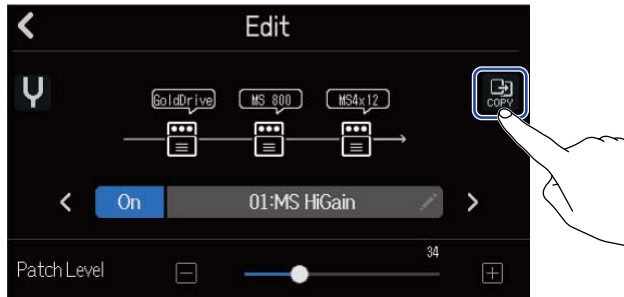 Edit
GoldDrive MS 800 MS4x12
COPY
On 01:MS HiGain
34
Patch Level